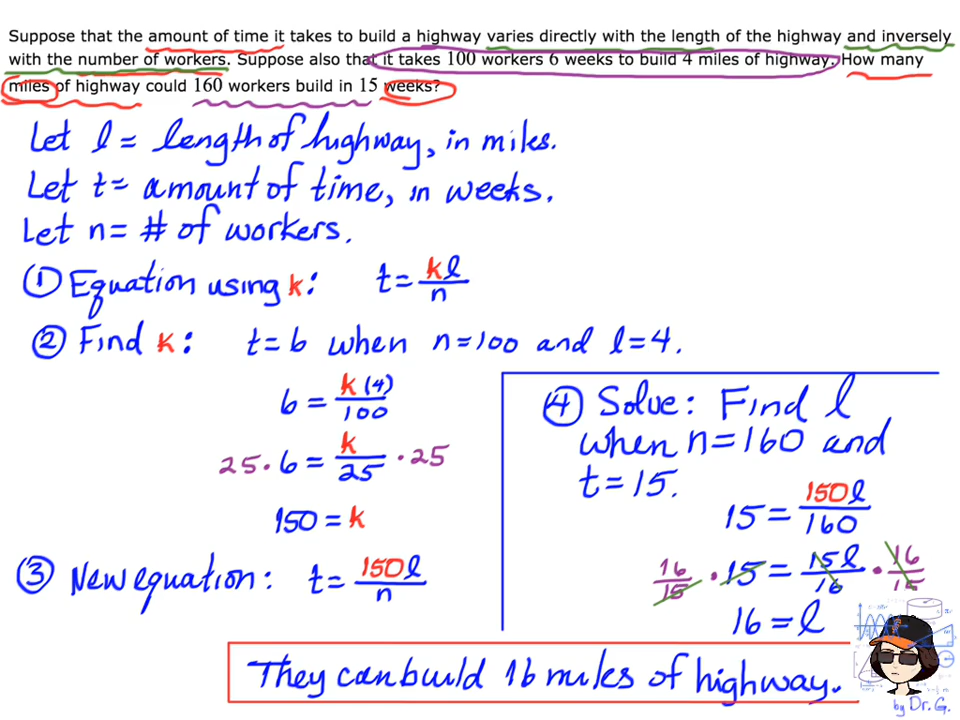 Suppose that the amount of time it takes to build a highway varies directly with the length of the highway and inversely
with the number of workers. Suppose also that it takes 100 workers 6 weeks to build 4 miles of highway. How many
miles of highway could 160 workers build in 15 weeks?
Let l = length of highway, in miles.
Let t = amount of time, in weeks.
Let n = # of workers.
① Equation using k: t = kl/n
② Find k: t = 6 when n = 100 and l = 4.
6 = k(4)/100
25 · 6 = k/25 · 25
150 = k
③ New equation: t = 150l/n
④ Solve: Find l
when n = 160 and
t = 15.
15 = 150l/160
16/15 · 15 = 15l/16 · 16/15
16 = l
They can build 16 miles of highway.
by Dr. G.